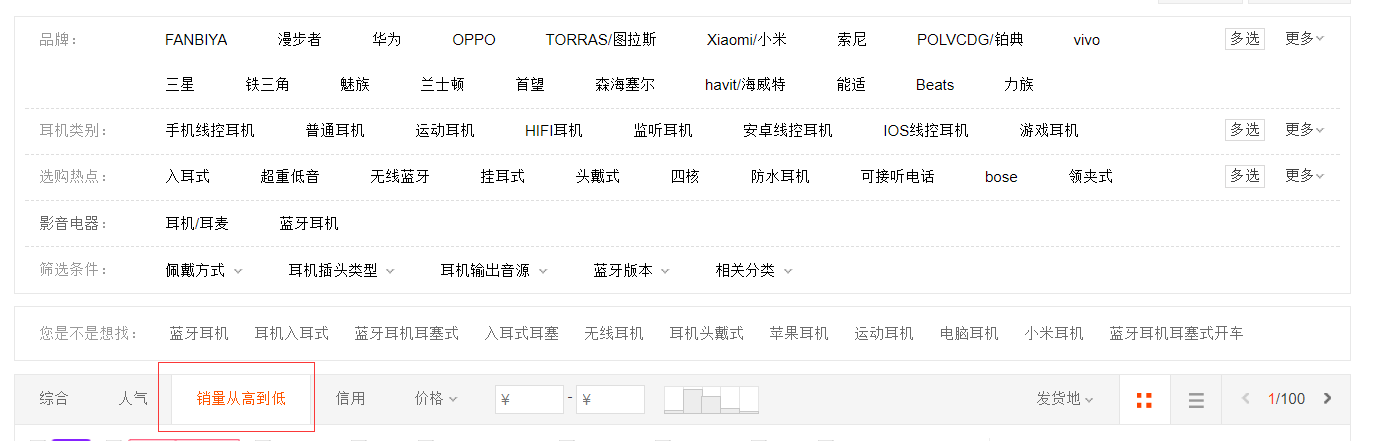 品牌： FANBIYA 漫步者 华为 OPPO TORRAS/图拉斯 Xiaomi/小米 索尼 POLVCDG/铂典 vivo 多选 更多
三星 铁三角 魅族 兰士顿 首望 森海塞尔 havit/海威特 能适 Beats 力族
耳机类别： 手机线控耳机 普通耳机 运动耳机 HIFI耳机 监听耳机 安卓线控耳机 IOS线控耳机 游戏耳机 多选 更多
选购热点： 入耳式 超重低音 无线蓝牙 挂耳式 头戴式 四核 防水耳机 可接听电话 bose 领夹式 多选 更多
影音电器： 耳机/耳麦 蓝牙耳机
筛选条件： 佩戴方式 耳机插头类型 耳机输出音源 蓝牙版本 相关分类
您是不是想找： 蓝牙耳机 耳机入耳式 蓝牙耳机耳塞式 入耳式耳塞 无线耳机 耳机头戴式 苹果耳机 运动耳机 电脑耳机 小米耳机 蓝牙耳机耳塞式开车
综合 人气 销量从高到低 信用 价格 ¥ - ¥ 发货地 1/100